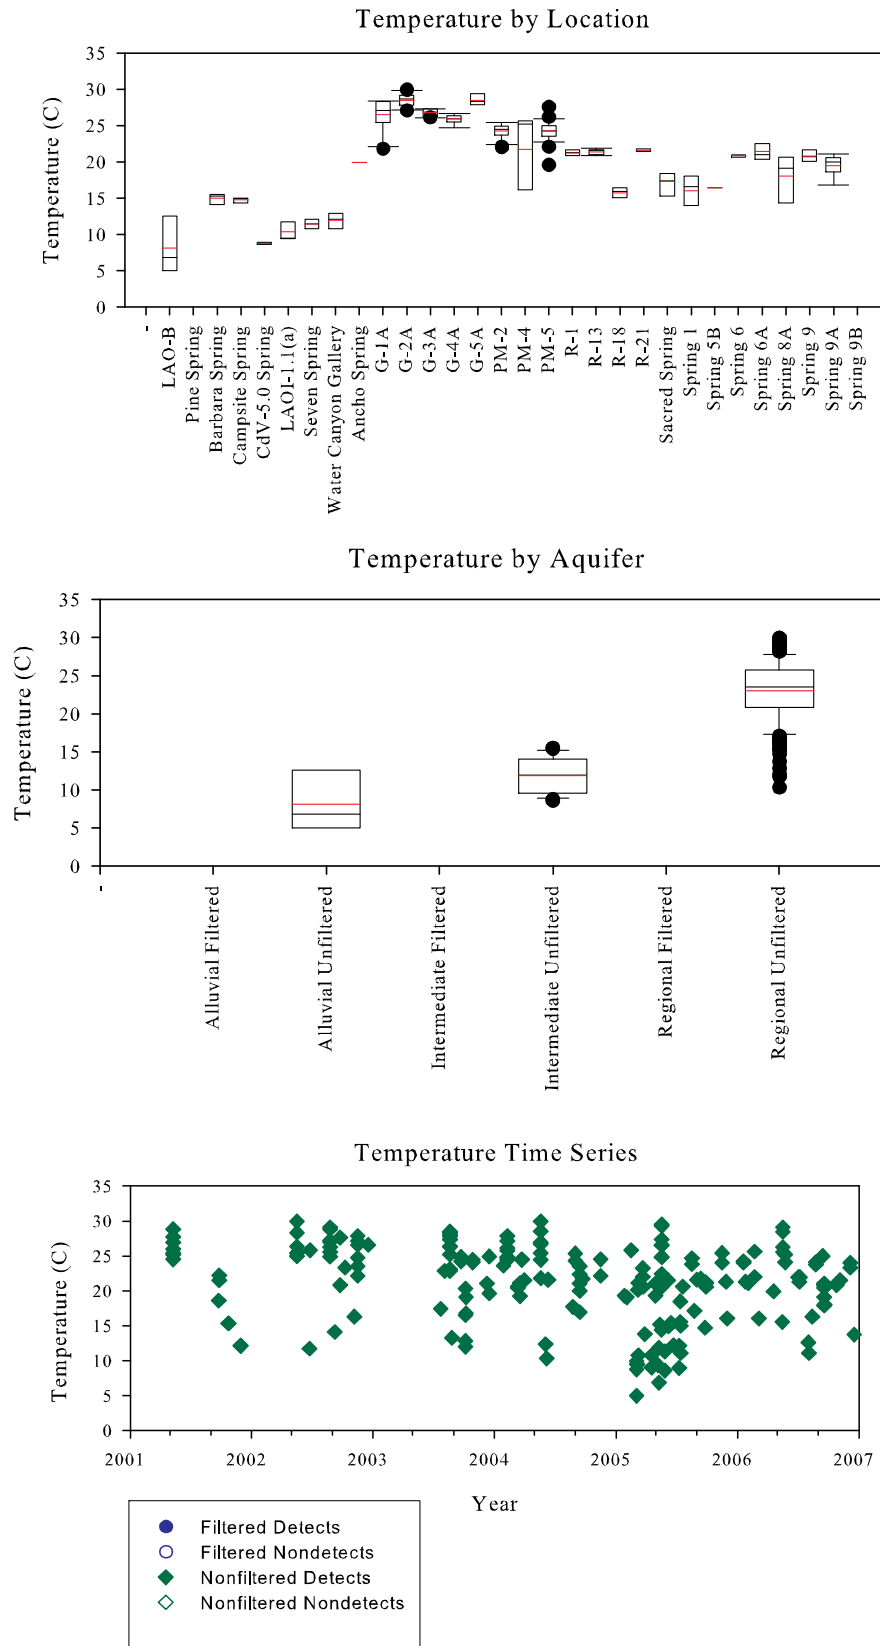 Temperature by Location
35
30
25
20
15
10
5
0
Temperature (C)
-
LAO-B
Pine Spring
Barbara Spring
Campsite Spring
CdV-5.0 Spring
LAOI-1.1(a)
Seven Spring
Water Canyon Gallery
Ancho Spring
G-1A
G-2A
G-3A
G-4A
G-5A
PM-2
PM-4
PM-5
R-1
R-13
R-18
R-21
Sacred Spring
Spring 1
Spring 5B
Spring 6
Spring 6A
Spring 8A
Spring 9
Spring 9A
Spring 9B
Temperature by Aquifer
35
30
25
20
15
10
5
0
Temperature (C)
-
Alluvial Filtered
Alluvial Unfiltered
Intermediate Filtered
Intermediate Unfiltered
Regional Filtered
Regional Unfiltered
Temperature Time Series
35
30
25
20
15
10
5
0
Temperature (C)
2001 2002 2003 2004 2005 2006 2007
Year
Filtered Detects
Filtered Nondetects
Nonfiltered Detects
Nonfiltered Nondetects